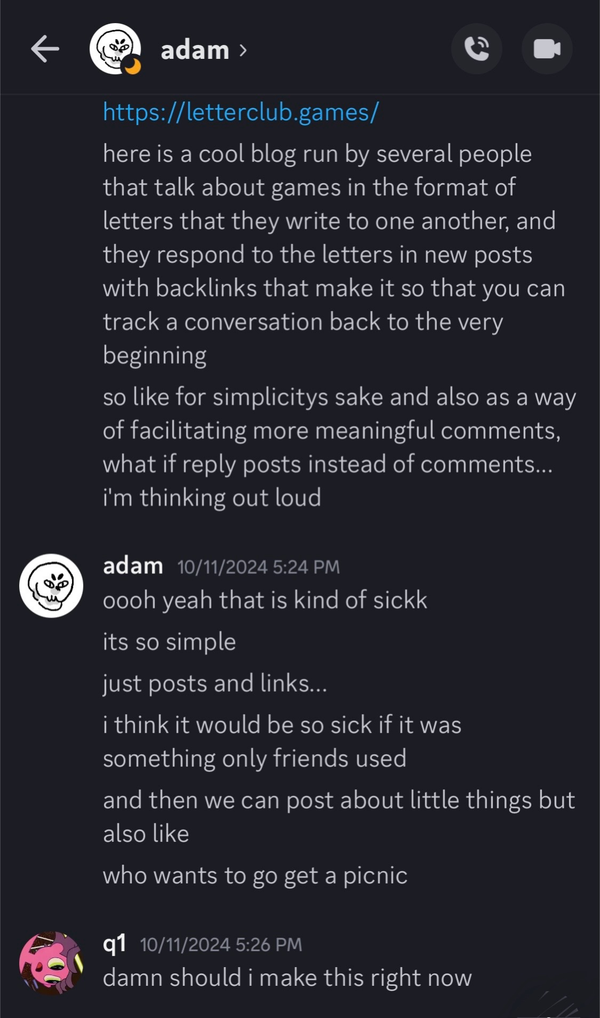 adam
https://letterclub.games/
here is a cool blog run by several people
that talk about games in the format of
letters that they write to one another, and
they respond to the letters in new posts
with backlinks that make it so that you can
track a conversation back to the very
beginning
so like for simplicitys sake and also as a way
of facilitating more meaningful comments,
what if reply posts instead of comments...
i'm thinking out loud
adam 10/11/2024 5:24 PM
oooh yeah that is kind of sickk
its so simple
just posts and links...
i think it would be so sick if it was
something only friends used
and then we can post about little things but
also like
who wants to go get a picnic
q1 10/11/2024 5:26 PM
damn should i make this right now